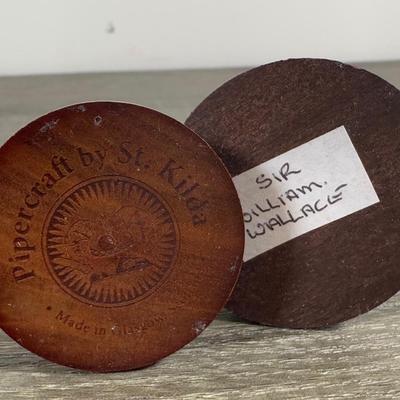 Pipercraft by St. Kilda
• Made in Glasgow,
SIR
WILLIAM.
WALLACE